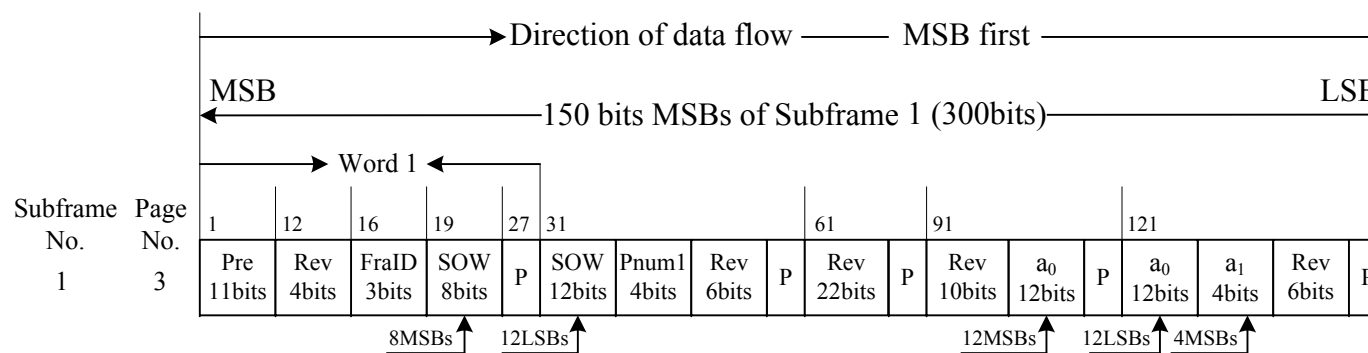 Direction of data flow MSB first
MSB LSB
150 bits MSBs of Subframe 1 (300bits)
Word 1
Subframe Page
No. No.
1 3
1 12 16 19 27 31 61 91 121
Pre Rev FraID SOW P SOW Pnum1 Rev P Rev P Rev a₀ P a₀ a₁ Rev P
11bits 4bits 3bits 8bits 12bits 4bits 6bits 22bits 10bits 12bits 12bits 4bits 6bits
8MSBs 12LSBs 12MSBs 12LSBs 4MSBs